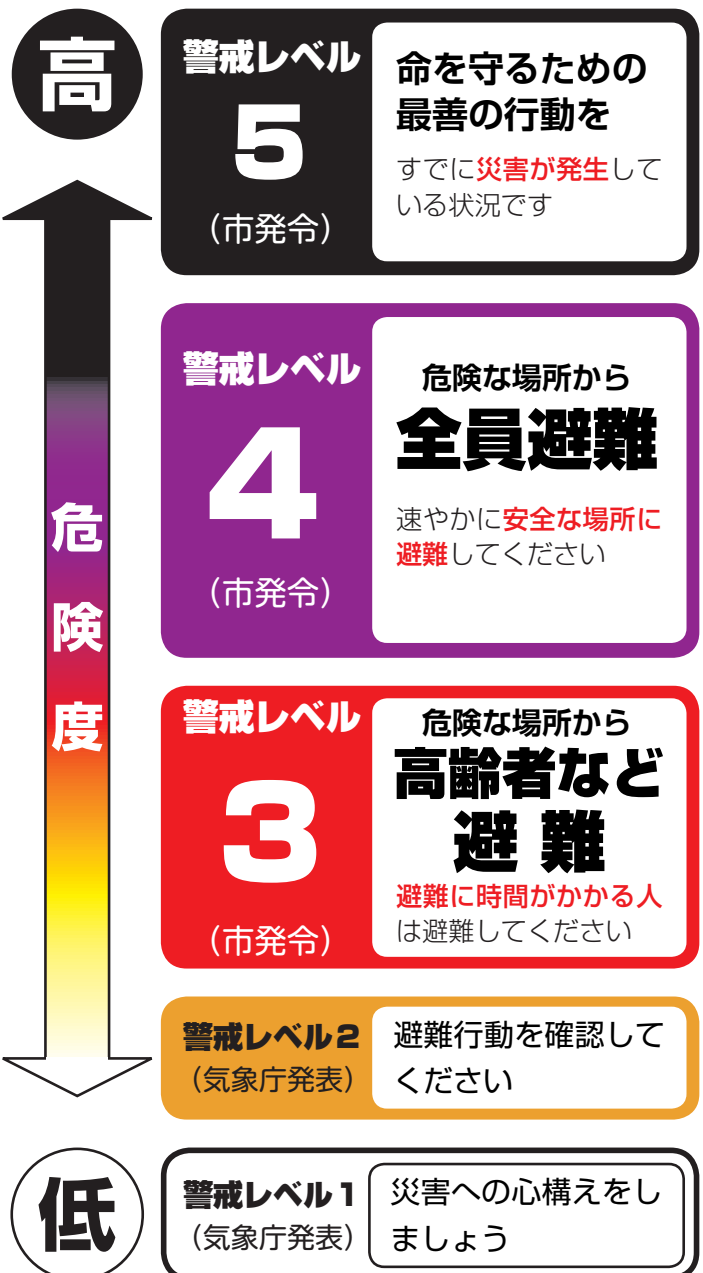 高
警戒レベル
5
（市発令）
命を守るための
最善の行動を
すでに災害が発生して
いる状況です
警戒レベル
4
（市発令）
危険な場所から
全員避難
速やかに安全な場所に
避難してください
危険度
警戒レベル
3
（市発令）
危険な場所から
高齢者など
避難
避難に時間がかかる人
は避難してください
警戒レベル2
（気象庁発表）
避難行動を確認して
ください
低
警戒レベル1
（気象庁発表）
災害への心構えをし
ましょう